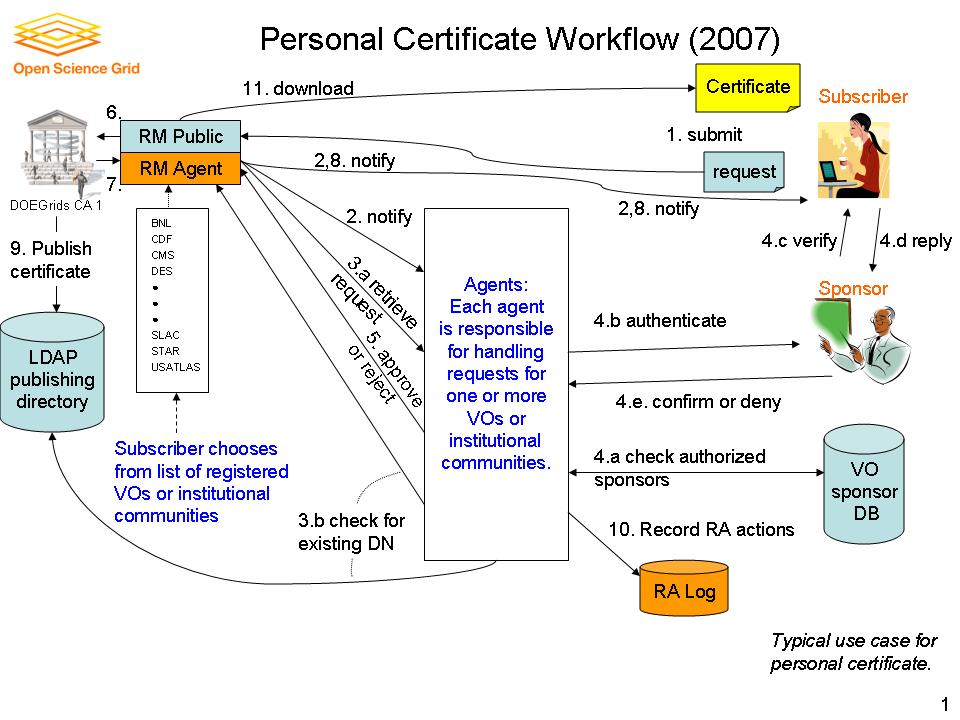 Personal Certificate Workflow (2007)
Open Science Grid
11. download
Certificate
Subscriber
6.
RM Public
1. submit
RM Agent
2,8. notify
request
7.
DOEGrids CA 1
2,8. notify
2. notify
BNL
CDF
CMS
DES
•
•
•
SLAC
STAR
USATLAS
9. Publish
certificate
4.c verify
4.d reply
3.a retrieve
request
Agents:
Each agent
is responsible
for handling
requests for
one or more
VOs or
institutional
communities.
Sponsor
4.b authenticate
5. approve
or reject
LDAP
publishing
directory
4.e. confirm or deny
Subscriber chooses
from list of registered
VOs or institutional
communities
4.a check authorized
sponsors
VO
sponsor
DB
3.b check for
existing DN
10. Record RA actions
RA Log
Typical use case for
personal certificate.
1